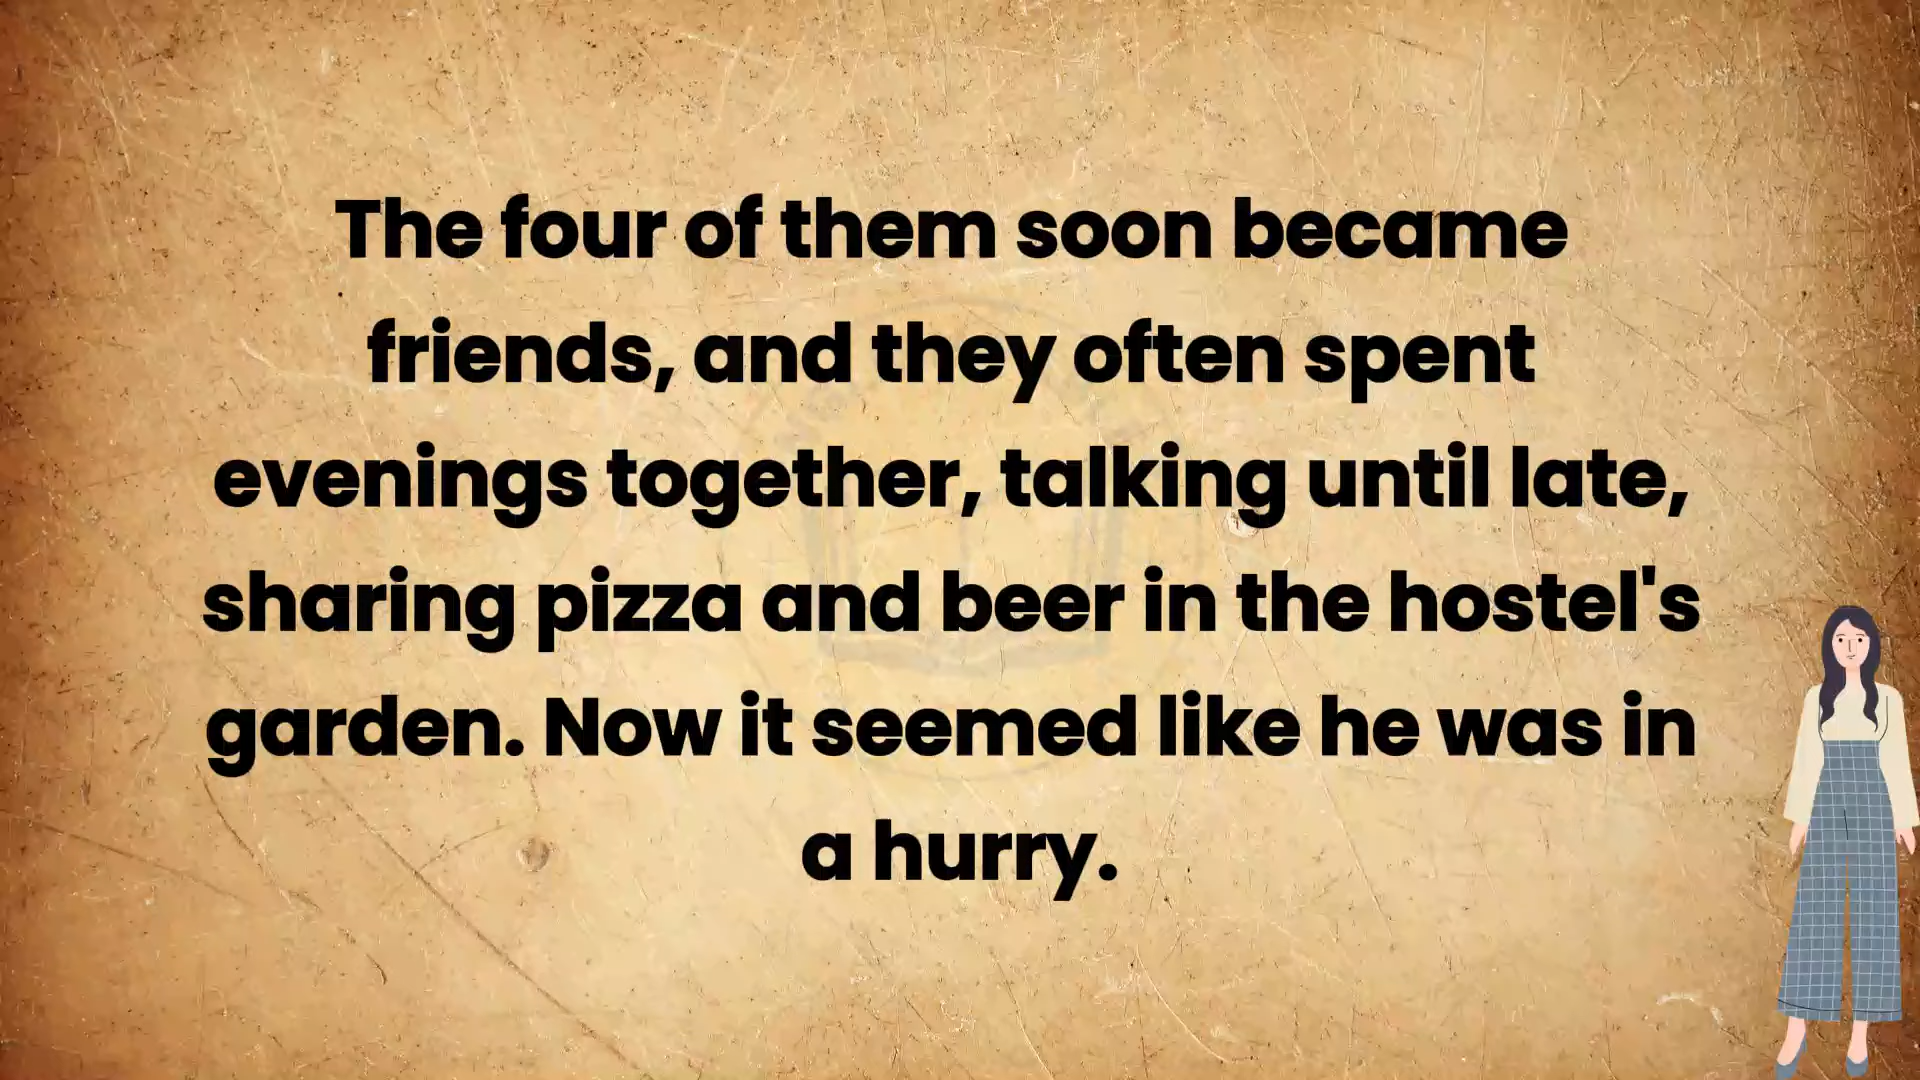 The four of them soon became
friends, and they often spent
evenings together, talking until late,
sharing pizza and beer in the hostel's
garden. Now it seemed like he was in
a hurry.